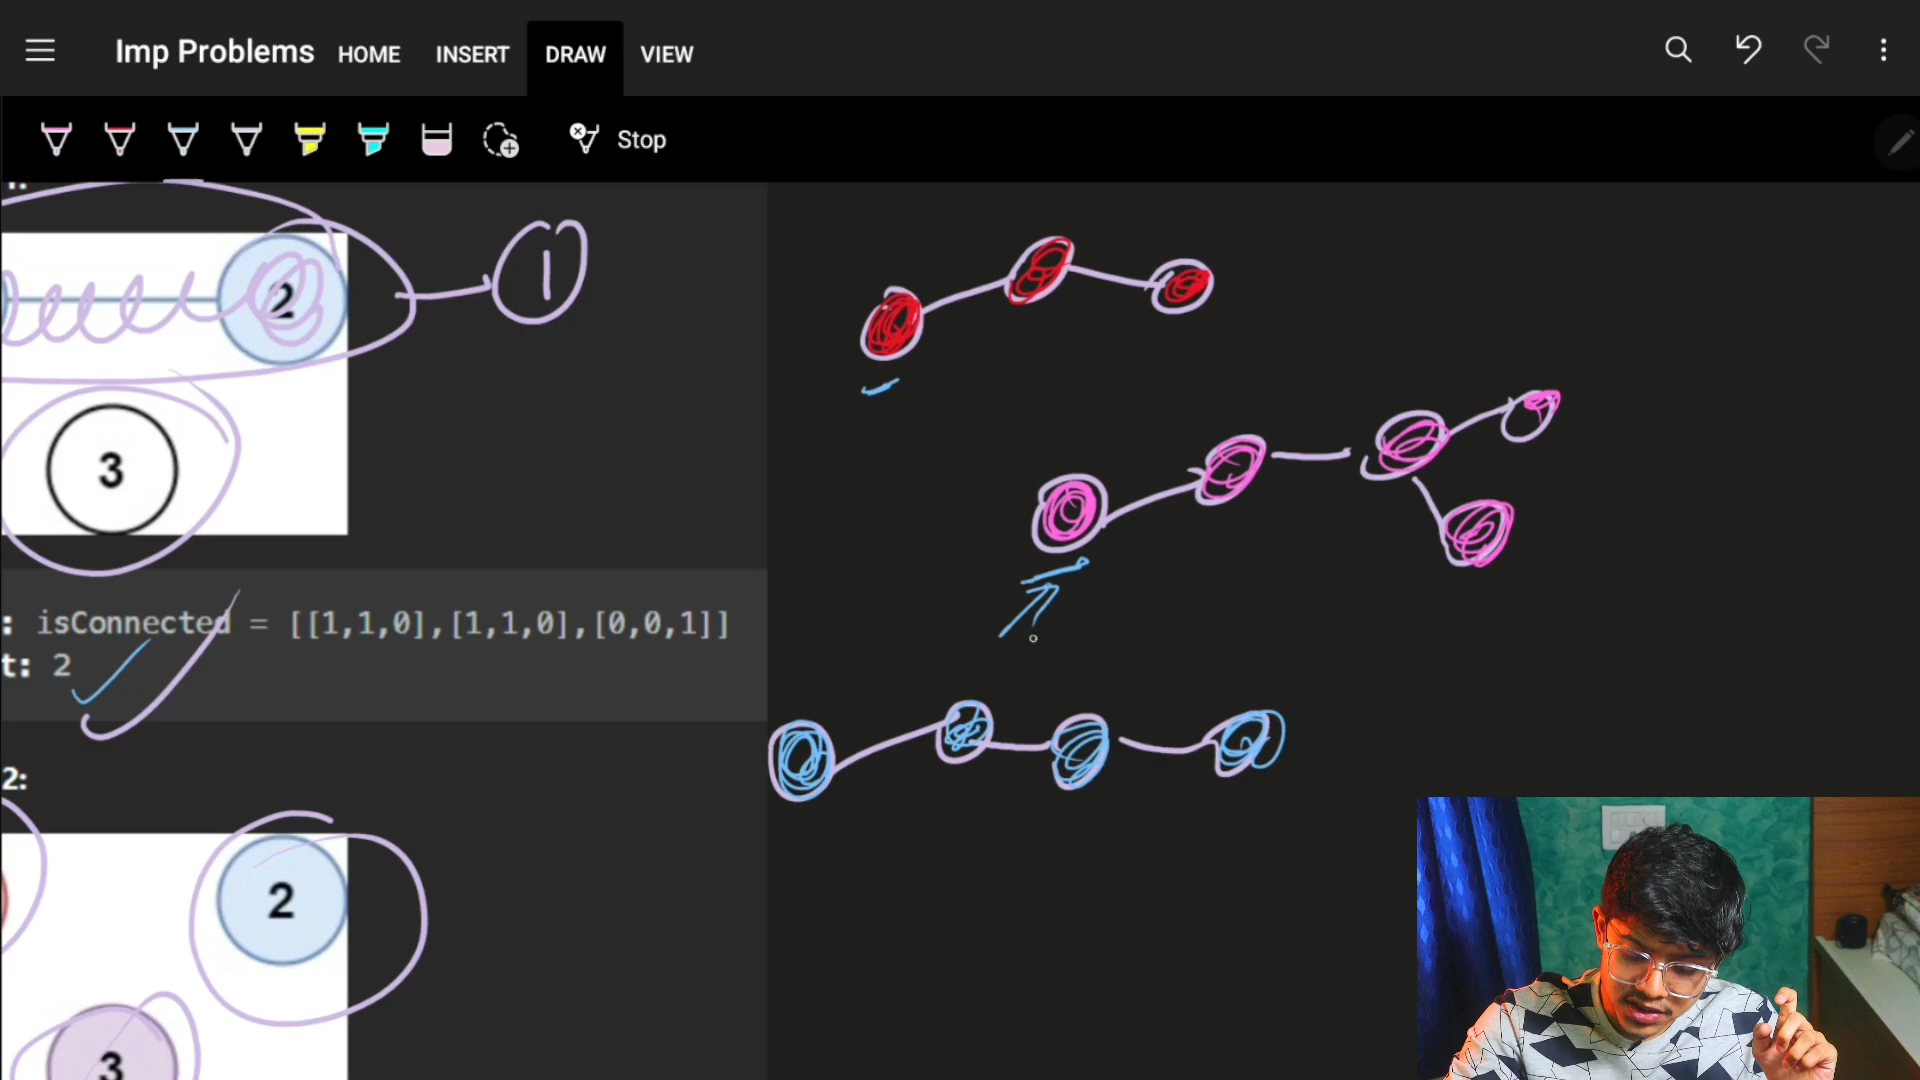 Imp Problems HOME INSERT DRAW VIEW
Stop
1:
2
1
3
: isConnected = [[1,1,0],[1,1,0],[0,0,1]]
t: 2
2:
2
3